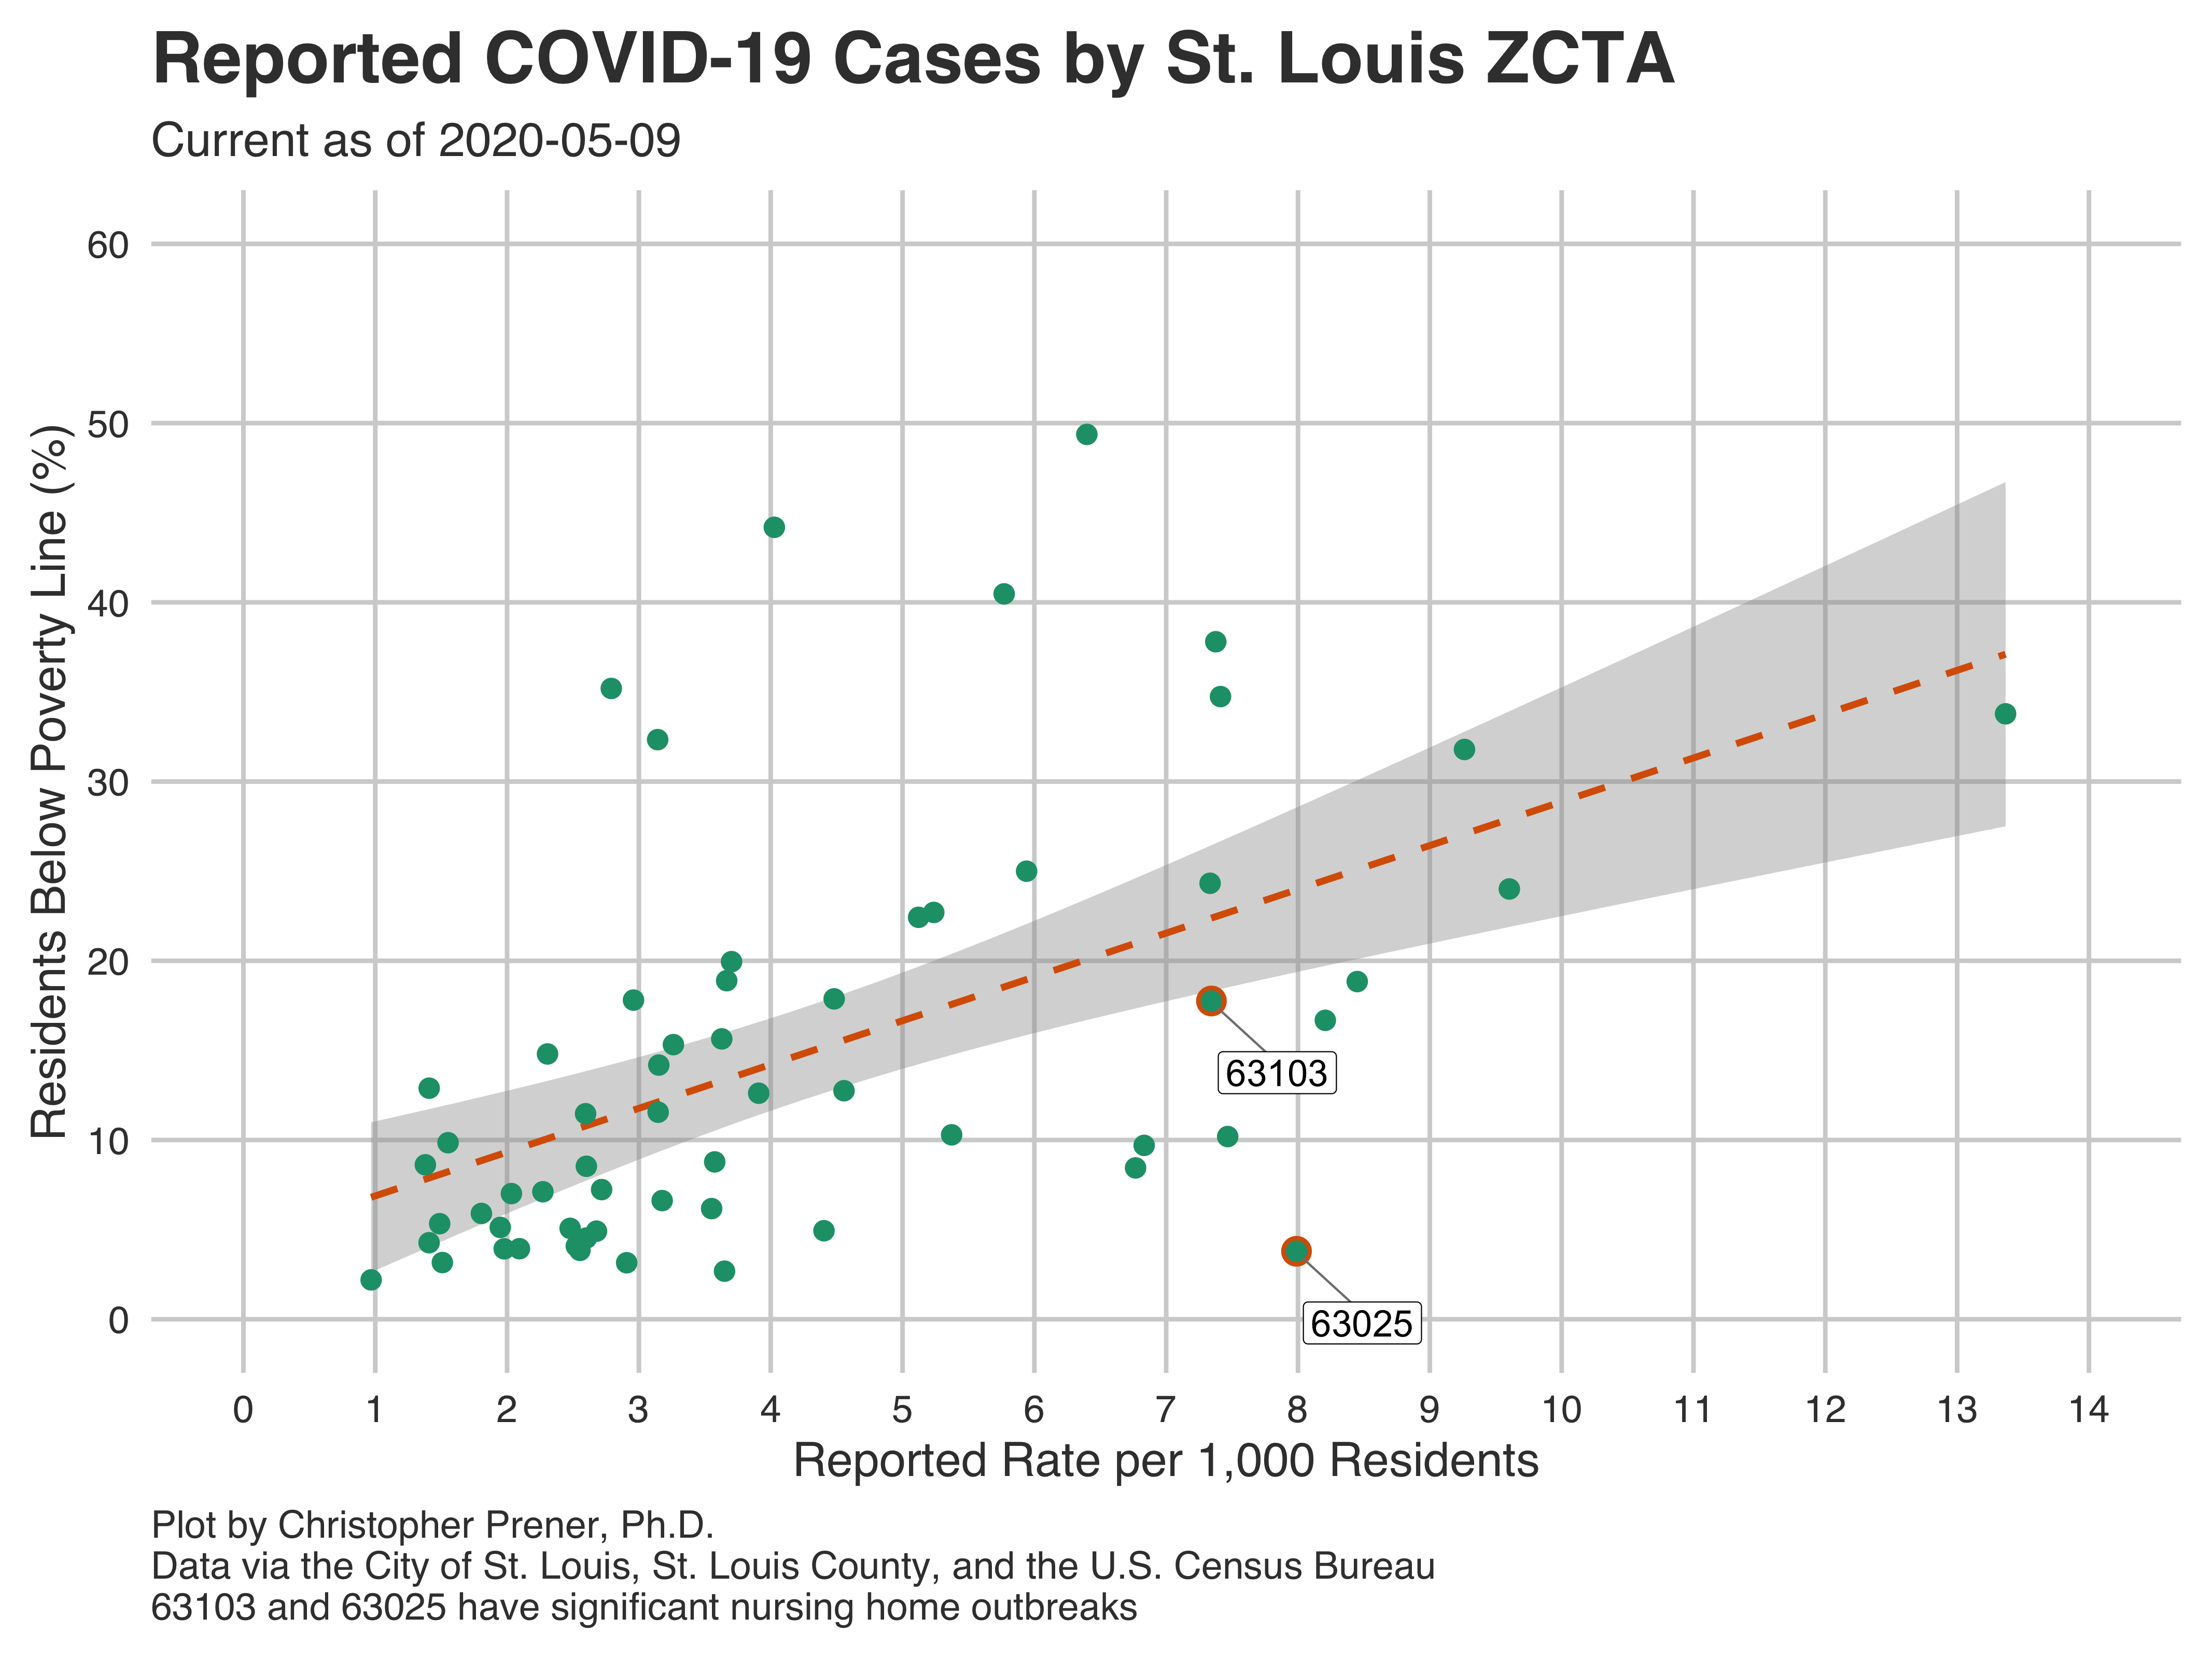 Reported COVID-19 Cases by St. Louis ZCTA
Current as of 2020-05-09
Residents Below Poverty Line (%)
60
50
40
30
20
10
0
63103
63025
0 1 2 3 4 5 6 7 8 9 10 11 12 13 14
Reported Rate per 1,000 Residents
Plot by Christopher Prener, Ph.D.
Data via the City of St. Louis, St. Louis County, and the U.S. Census Bureau
63103 and 63025 have significant nursing home outbreaks